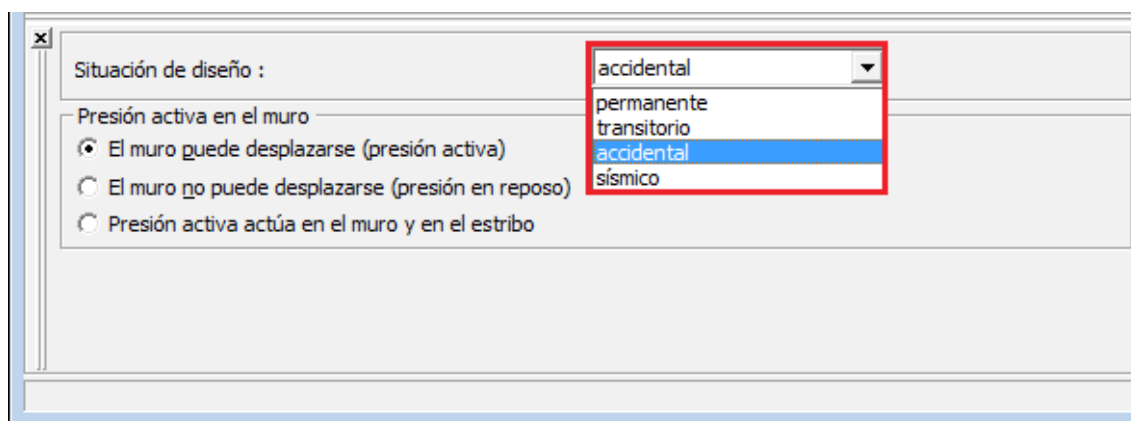 Situación de diseño :
accidental
permanente
transitorio
accidental
sísmico
Presión activa en el muro
El muro puede desplazarse (presión activa)
El muro no puede desplazarse (presión en reposo)
Presión activa actúa en el muro y en el estribo